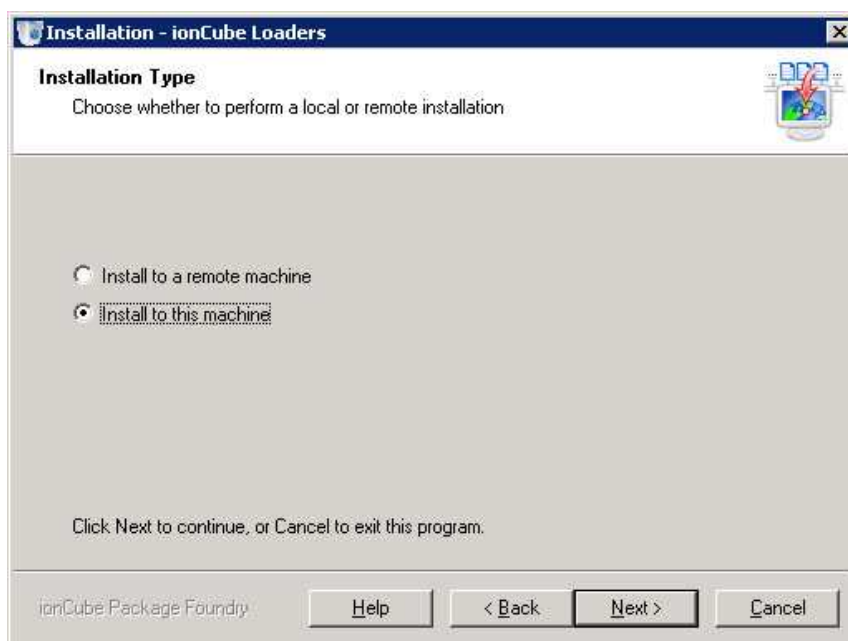 Installation - ionCube Loaders
Installation Type
Choose whether to perform a local or remote installation
Install to a remote machine
Install to this machine
Click Next to continue, or Cancel to exit this program.
ionCube Package Foundry
Help
< Back
Next >
Cancel